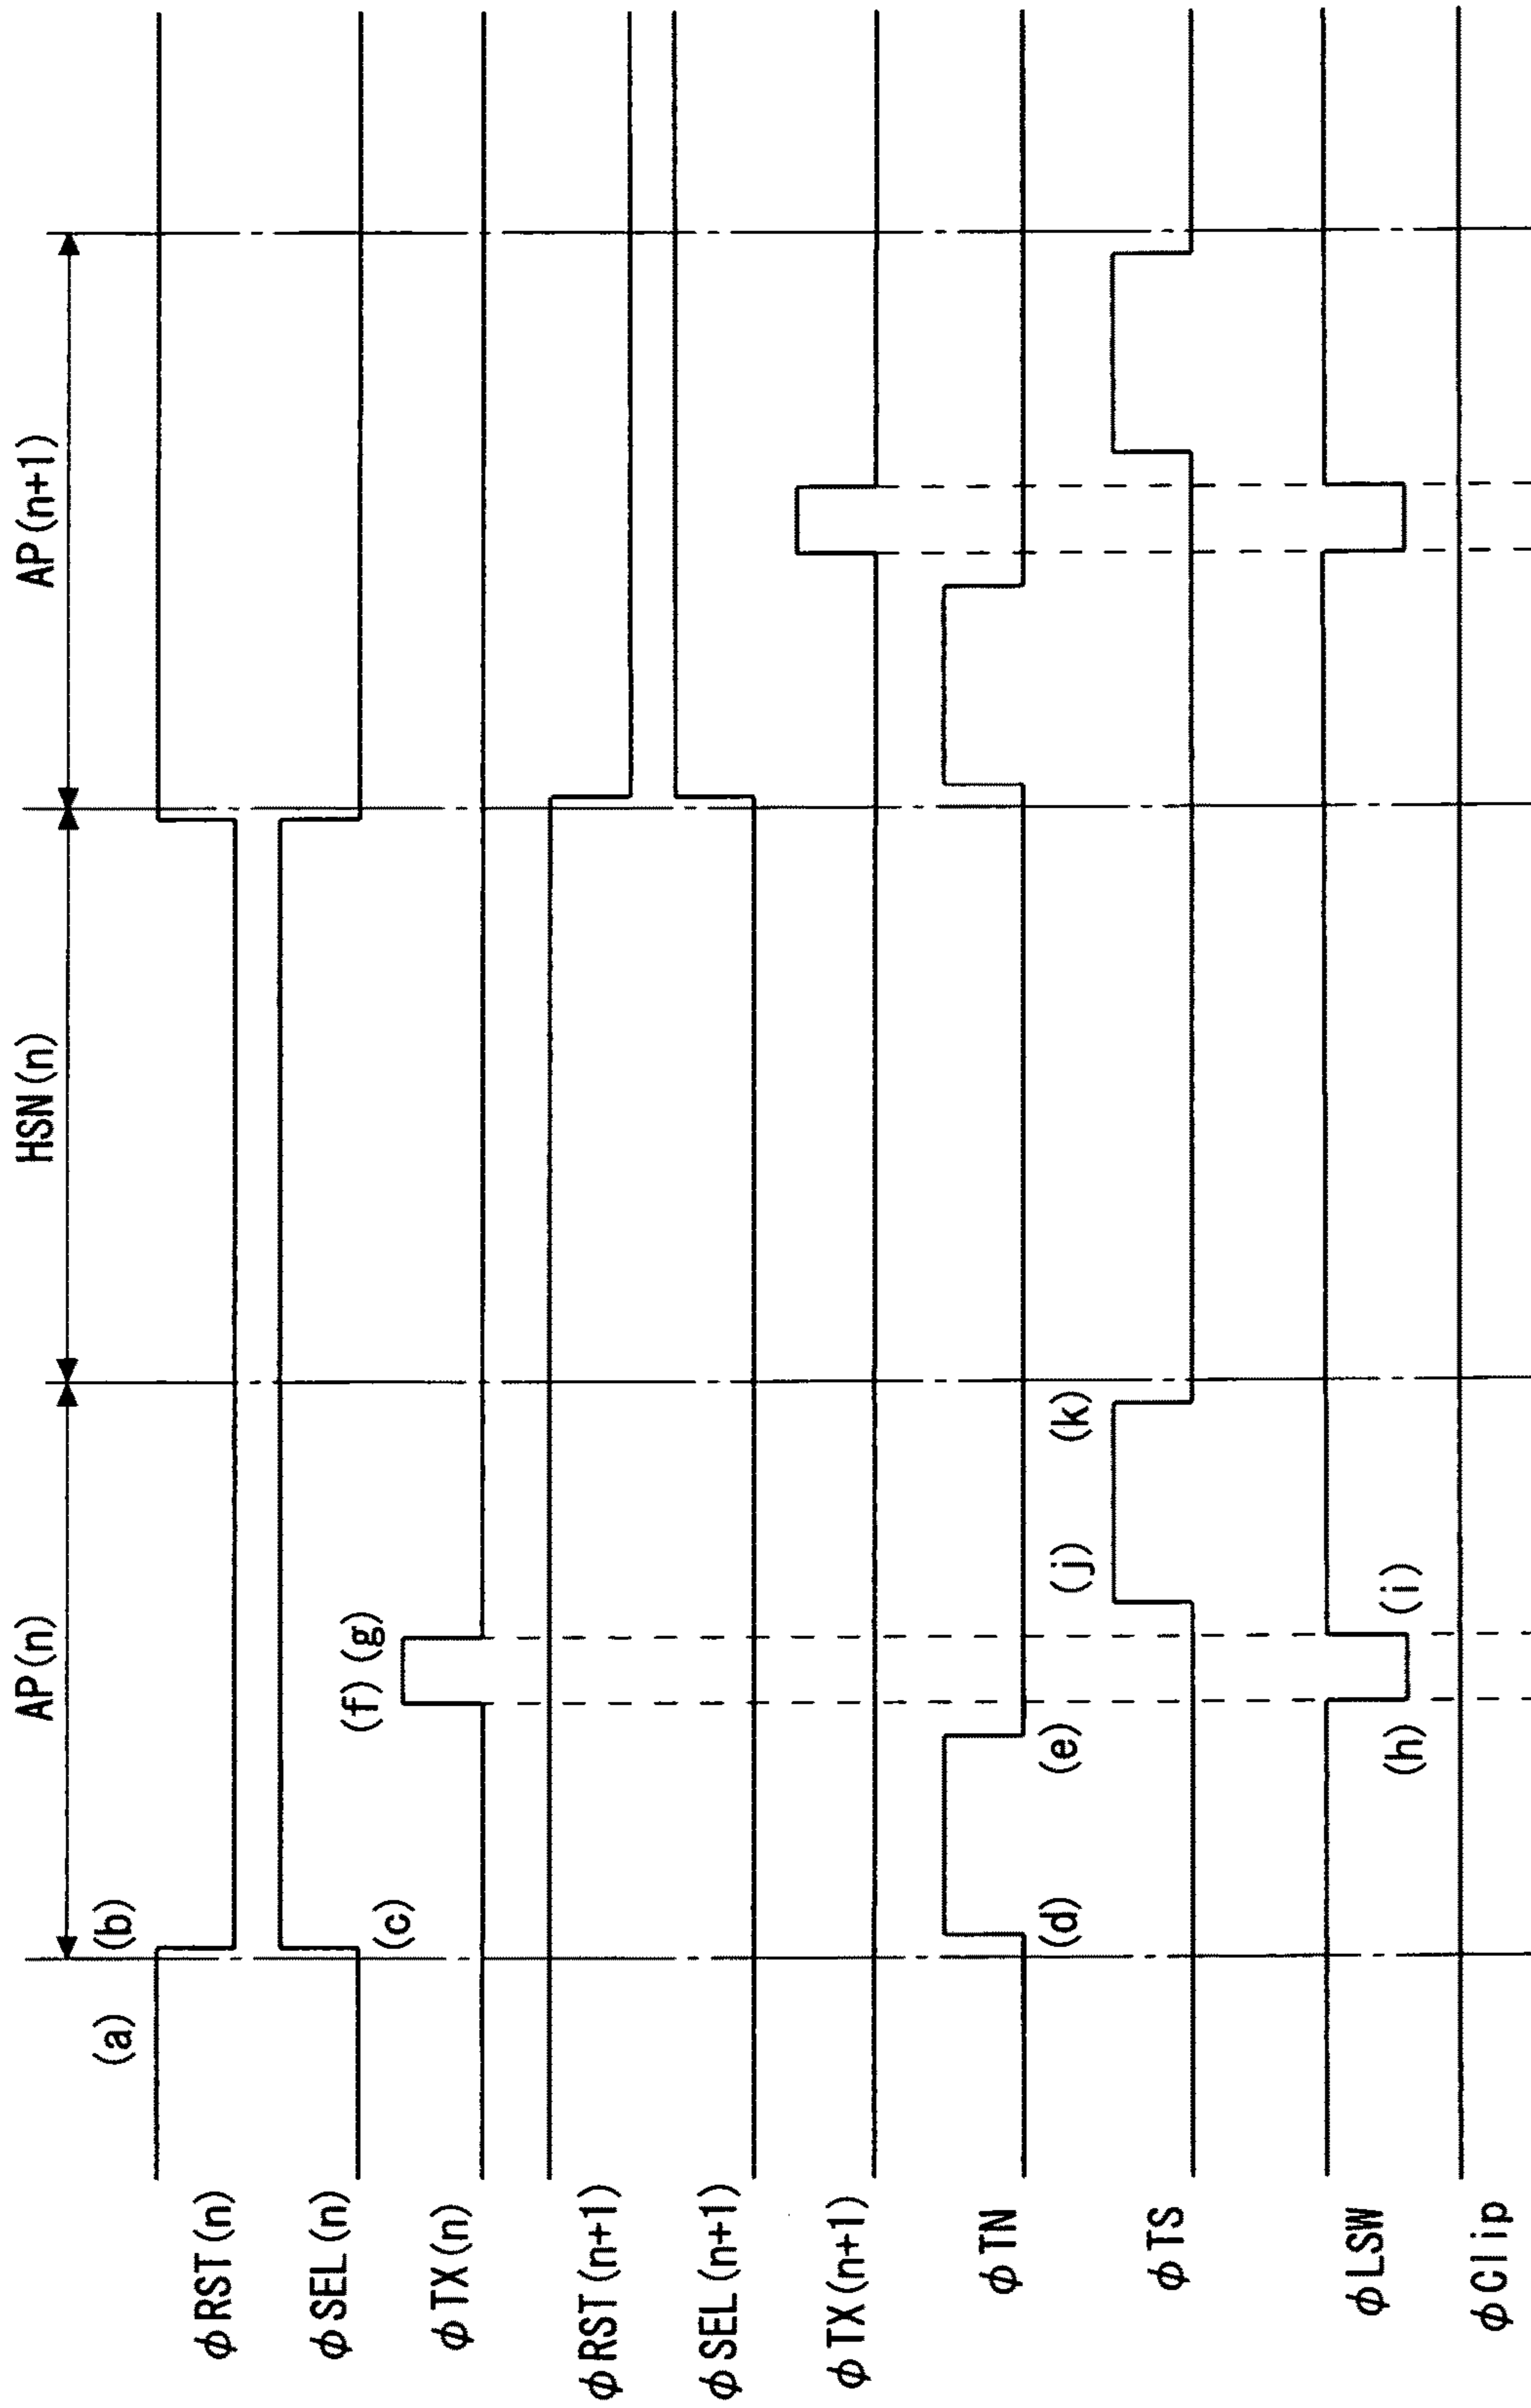 AP(n)
HSN(n)
AP(n+1)
(a)
(b)
φRST(n)
φSEL(n)
(c)
(f)
(g)
φTX(n)
φRST(n+1)
φSEL(n+1)
φTX(n+1)
φTN
(d)
(e)
(j)
(k)
φTS
φLSW
(h)
(i)
φClip